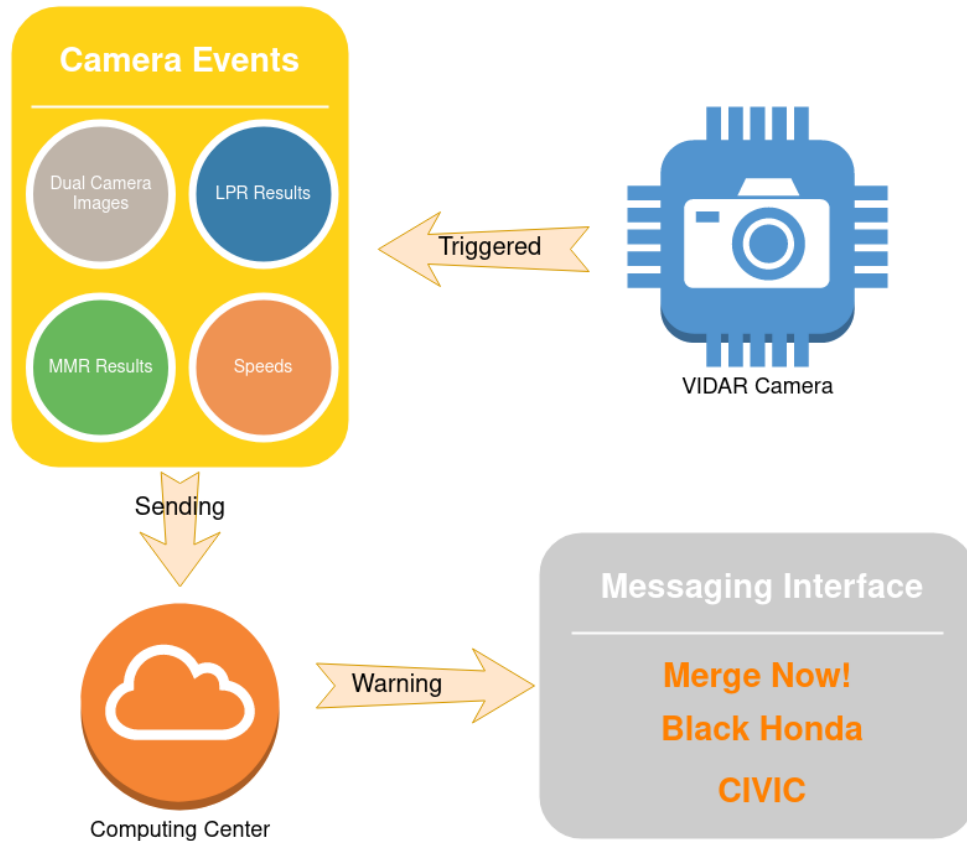 Camera Events
Dual Camera
Images
LPR Results
MMR Results
Speeds
Triggered
VIDAR Camera
Sending
Computing Center
Warning
Messaging Interface
Merge Now!
Black Honda
CIVIC